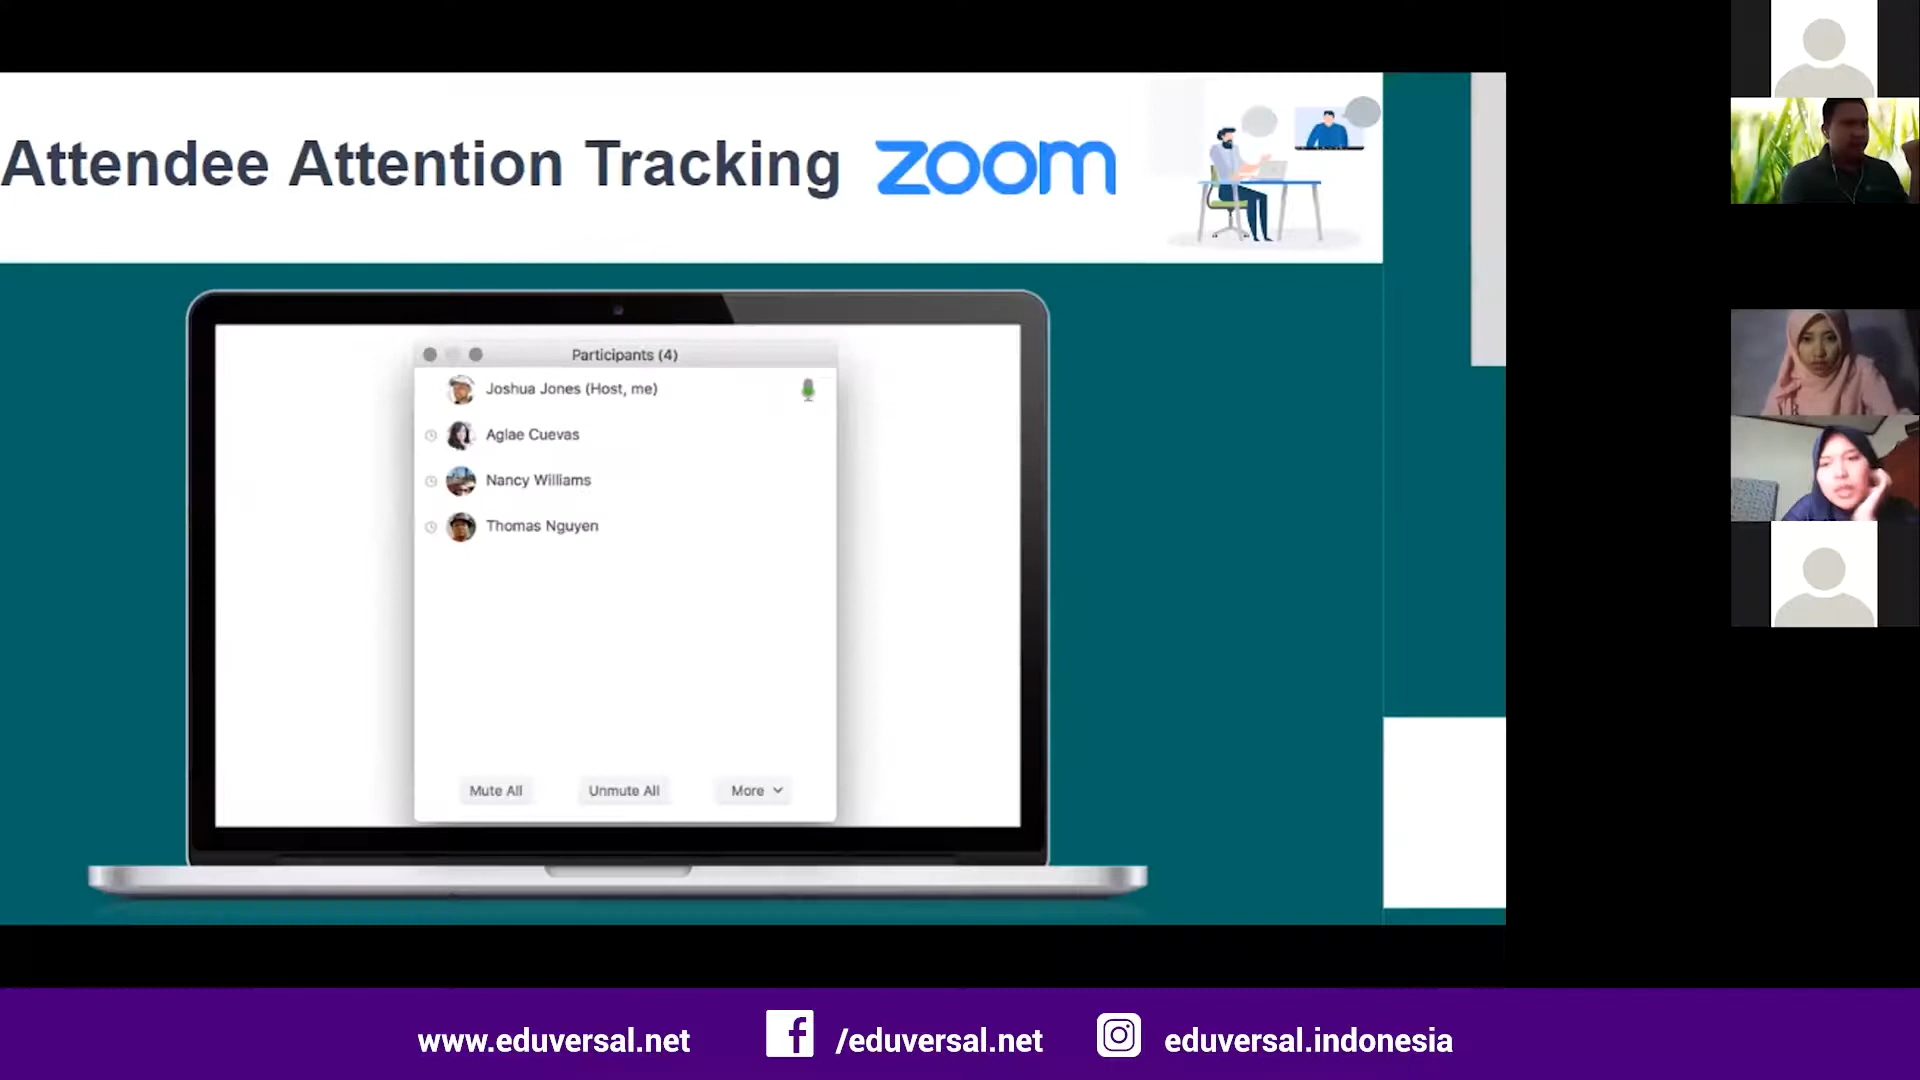 Attendee Attention Tracking zoom
Participants (4)
Joshua Jones (Host, me)
Aglae Cuevas
Nancy Williams
Thomas Nguyen
Mute All Unmute All More
www.eduversal.net /eduversal.net eduversal.indonesia